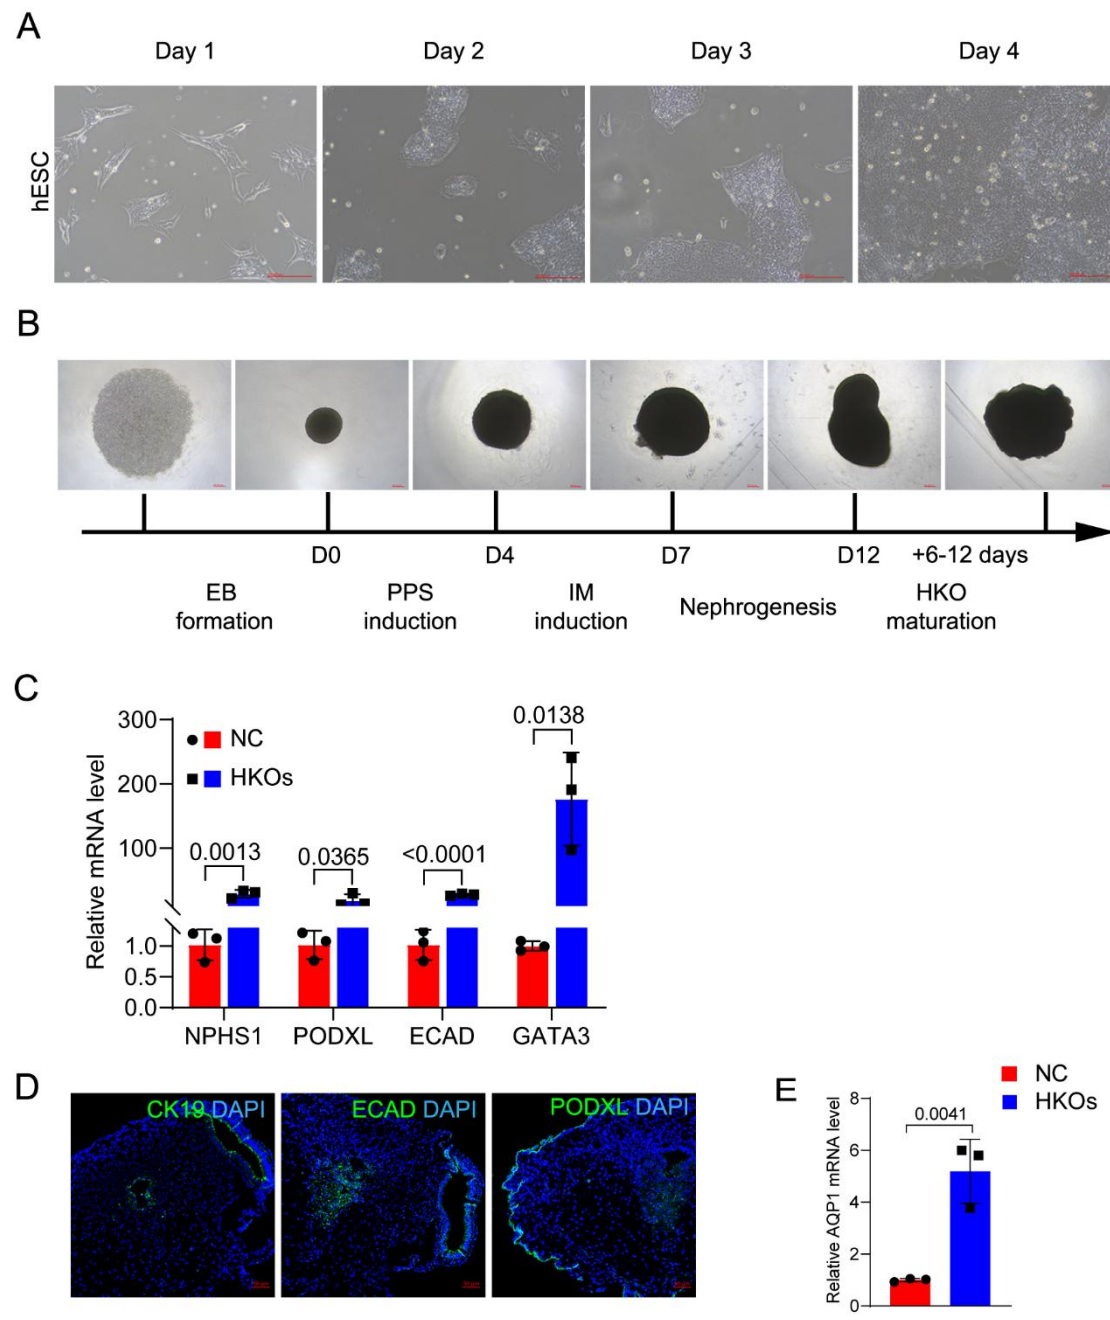 A
Day 1
Day 2
Day 3
Day 4
hESC
B
D0
D4
D7
D12
+6-12 days
EB
formation
PPS
induction
IM
induction
Nephrogenesis
HKO
maturation
C
Relative mRNA level
300
200
100
1.0
0.5
0.0
NC
HKOs
0.0013
0.0365
<0.0001
0.0138
NPHS1
PODXL
ECAD
GATA3
D
CK19 DAPI
ECAD DAPI
PODXL DAPI
E
NC
HKOs
Relative AQP1 mRNA level
8
6
4
2
0
0.0041